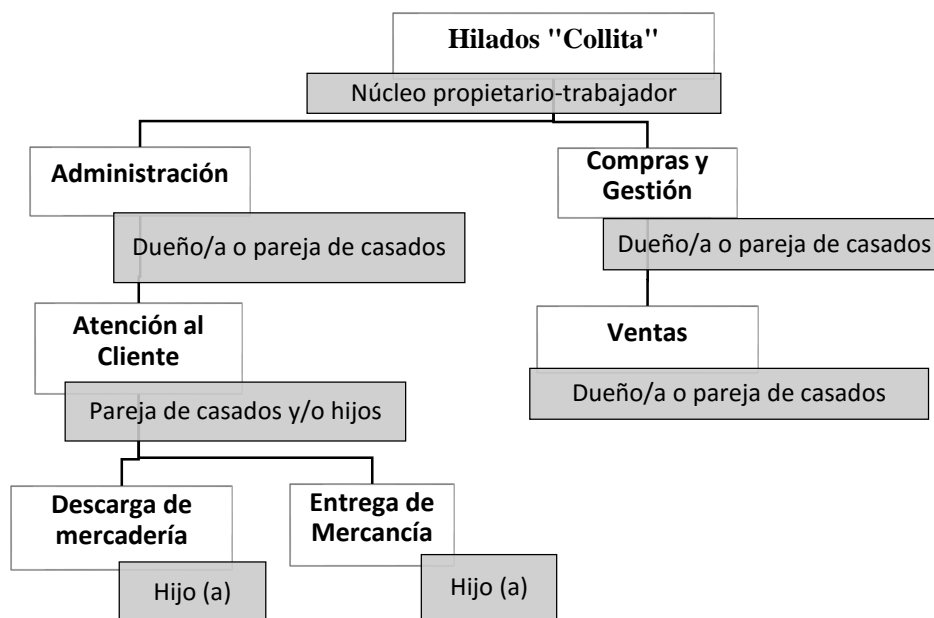 Hilados "Collita"
Núcleo propietario-trabajador
Administración
Dueño/a o pareja de casados
Compras y
Gestión
Dueño/a o pareja de casados
Atención al
Cliente
Pareja de casados y/o hijos
Ventas
Dueño/a o pareja de casados
Descarga de
mercadería
Hijo (a)
Entrega de
Mercancía
Hijo (a)